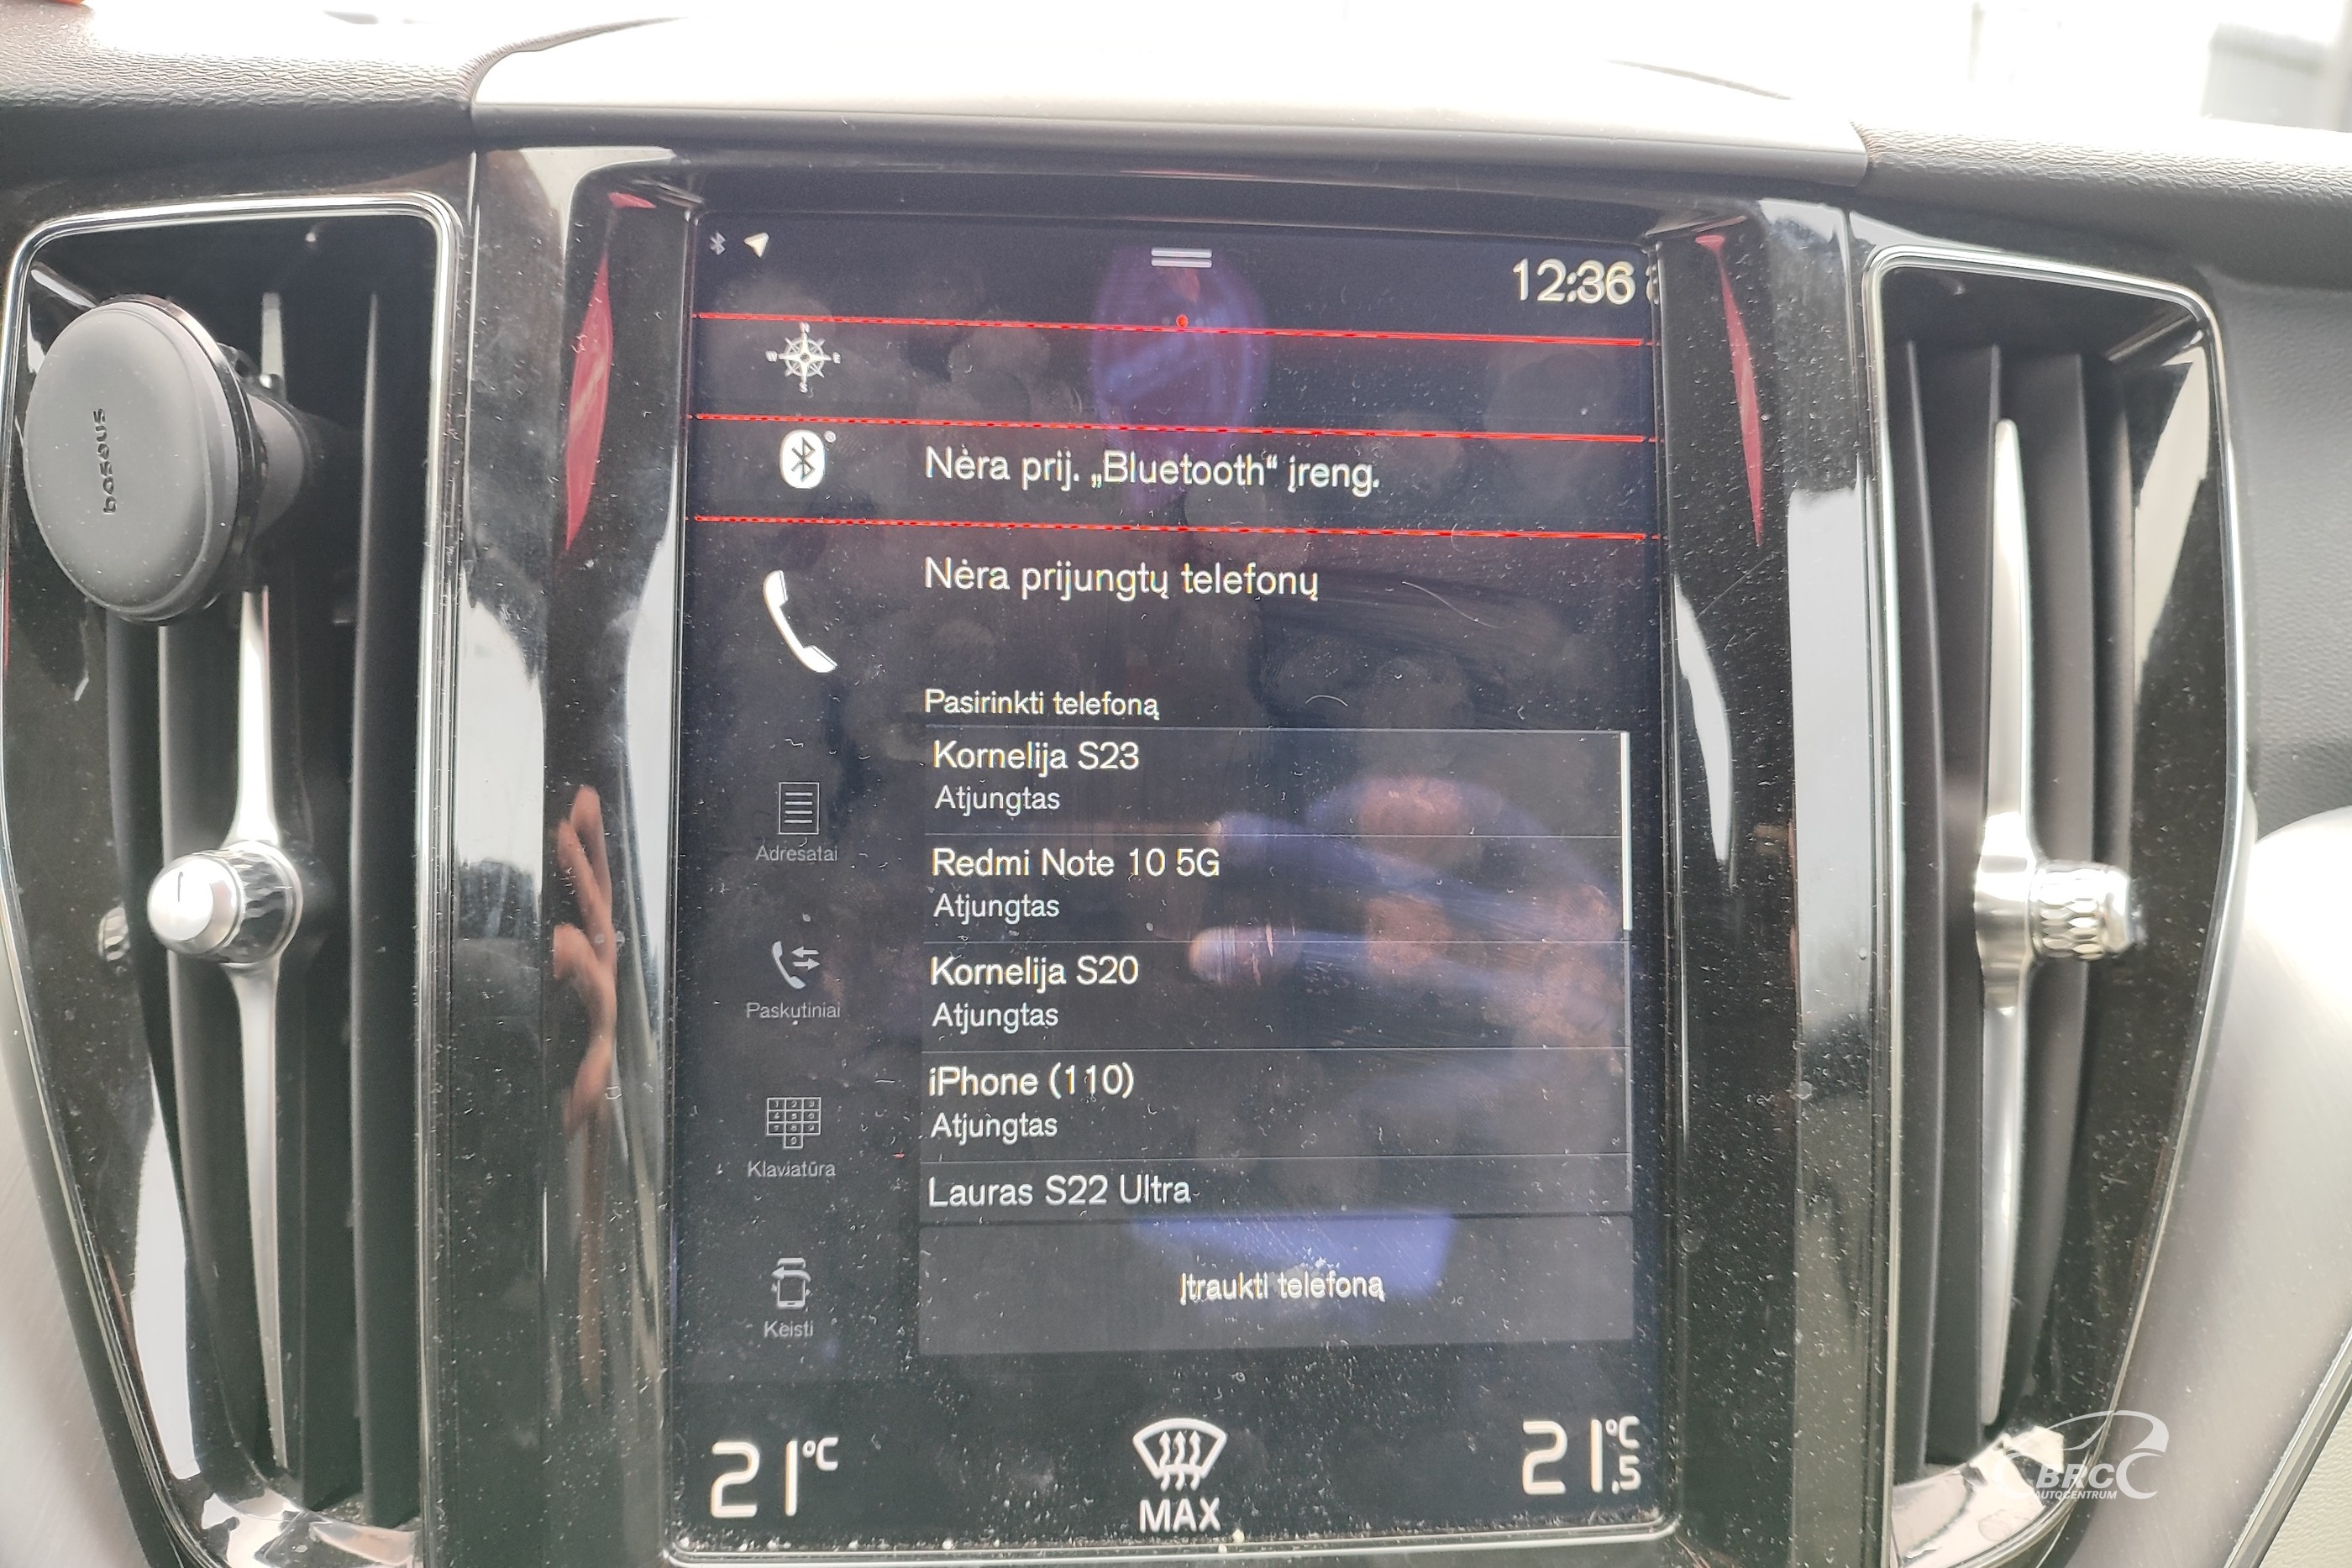 12:36
N
W E
S
baseus
Nėra prij. „Bluetooth“ įreng.
Nėra prijungtų telefonų
Pasirinkti telefoną
Kornelija S23
Atjungtas
Redmi Note 10 5G
Atjungtas
Kornelija S20
Atjungtas
iPhone (110)
Atjungtas
Lauras S22 Ultra
Įtraukti telefoną
Adresatai
Paskutiniai
Klaviatūra
Keisti
21°C
MAX
21,5°C
BRC
AUTOCENTRUM